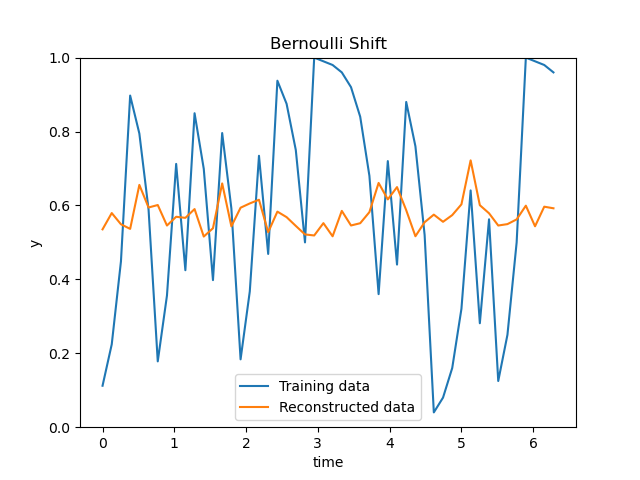 Bernoulli Shift
y
1.0
0.8
0.6
0.4
0.2
0.0
Training data
Reconstructed data
0 1 2 3 4 5 6
time